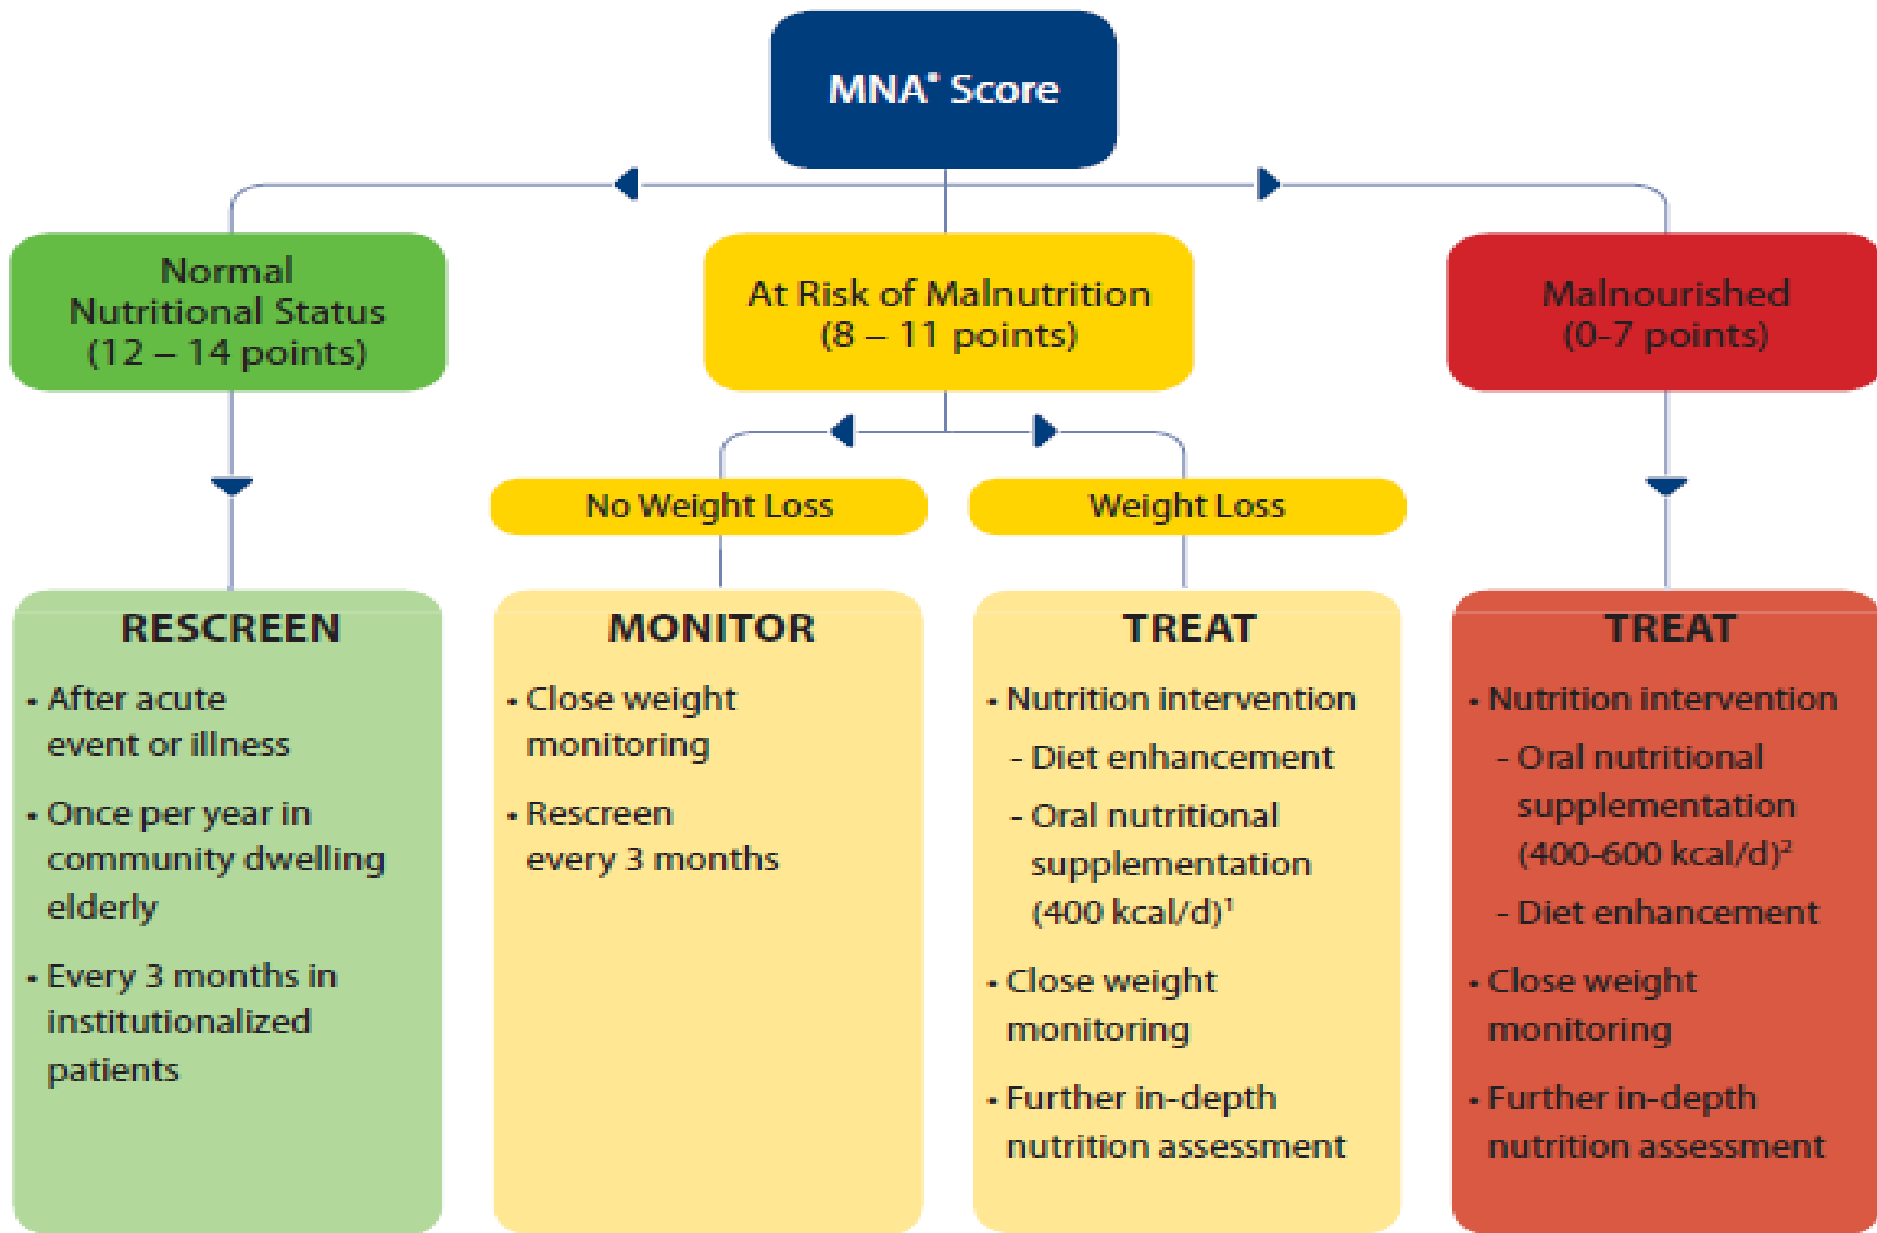 MNA® Score
Normal
Nutritional Status
(12 – 14 points)
At Risk of Malnutrition
(8 – 11 points)
Malnourished
(0-7 points)
No Weight Loss
Weight Loss
RESCREEN
• After acute
event or illness
• Once per year in
community dwelling
elderly
• Every 3 months in
institutionalized
patients
MONITOR
• Close weight
monitoring
• Rescreen
every 3 months
TREAT
• Nutrition intervention
- Diet enhancement
- Oral nutritional
supplementation
(400 kcal/d)¹
• Close weight
monitoring
• Further in-depth
nutrition assessment
TREAT
• Nutrition intervention
- Oral nutritional
supplementation
(400-600 kcal/d)²
- Diet enhancement
• Close weight
monitoring
• Further in-depth
nutrition assessment